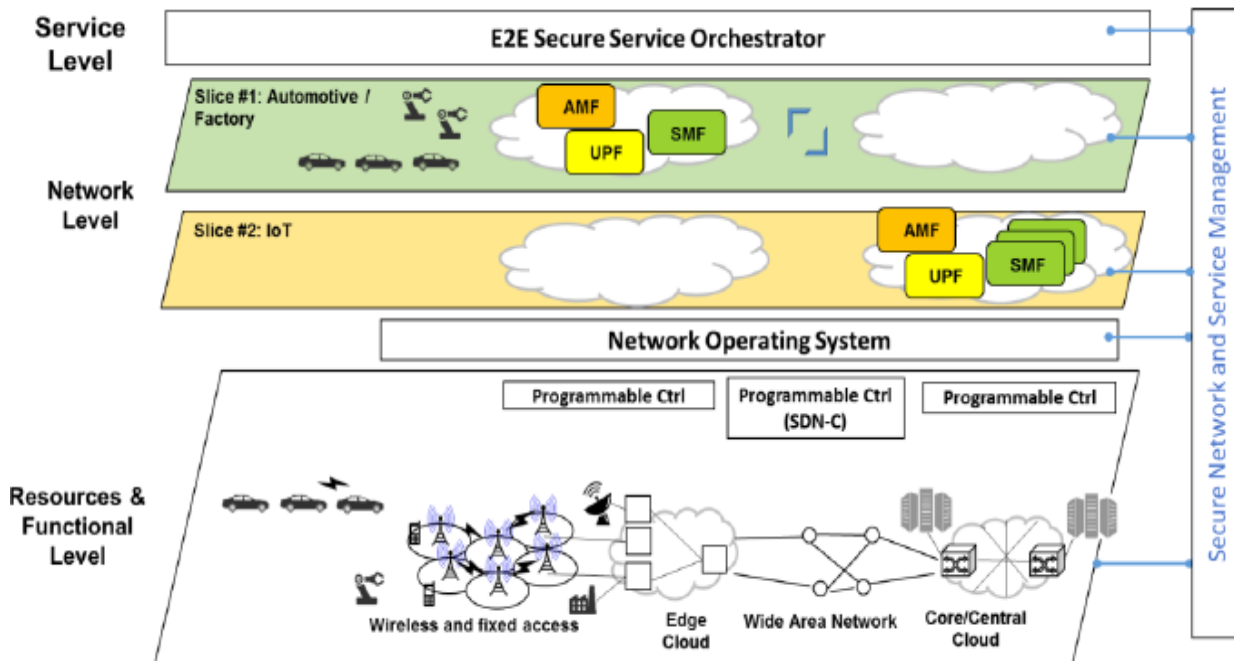 Service
Level
E2E Secure Service Orchestrator
Slice #1: Automotive /
Factory
AMF
UPF
SMF
Network
Level
Slice #2: IoT
AMF
UPF
SMF
Network Operating System
Programmable Ctrl
Programmable Ctrl
(SDN-C)
Programmable Ctrl
Resources &
Functional
Level
Wireless and fixed access
Edge
Cloud
Wide Area Network
Core/Central
Cloud
Secure Network and Service Management